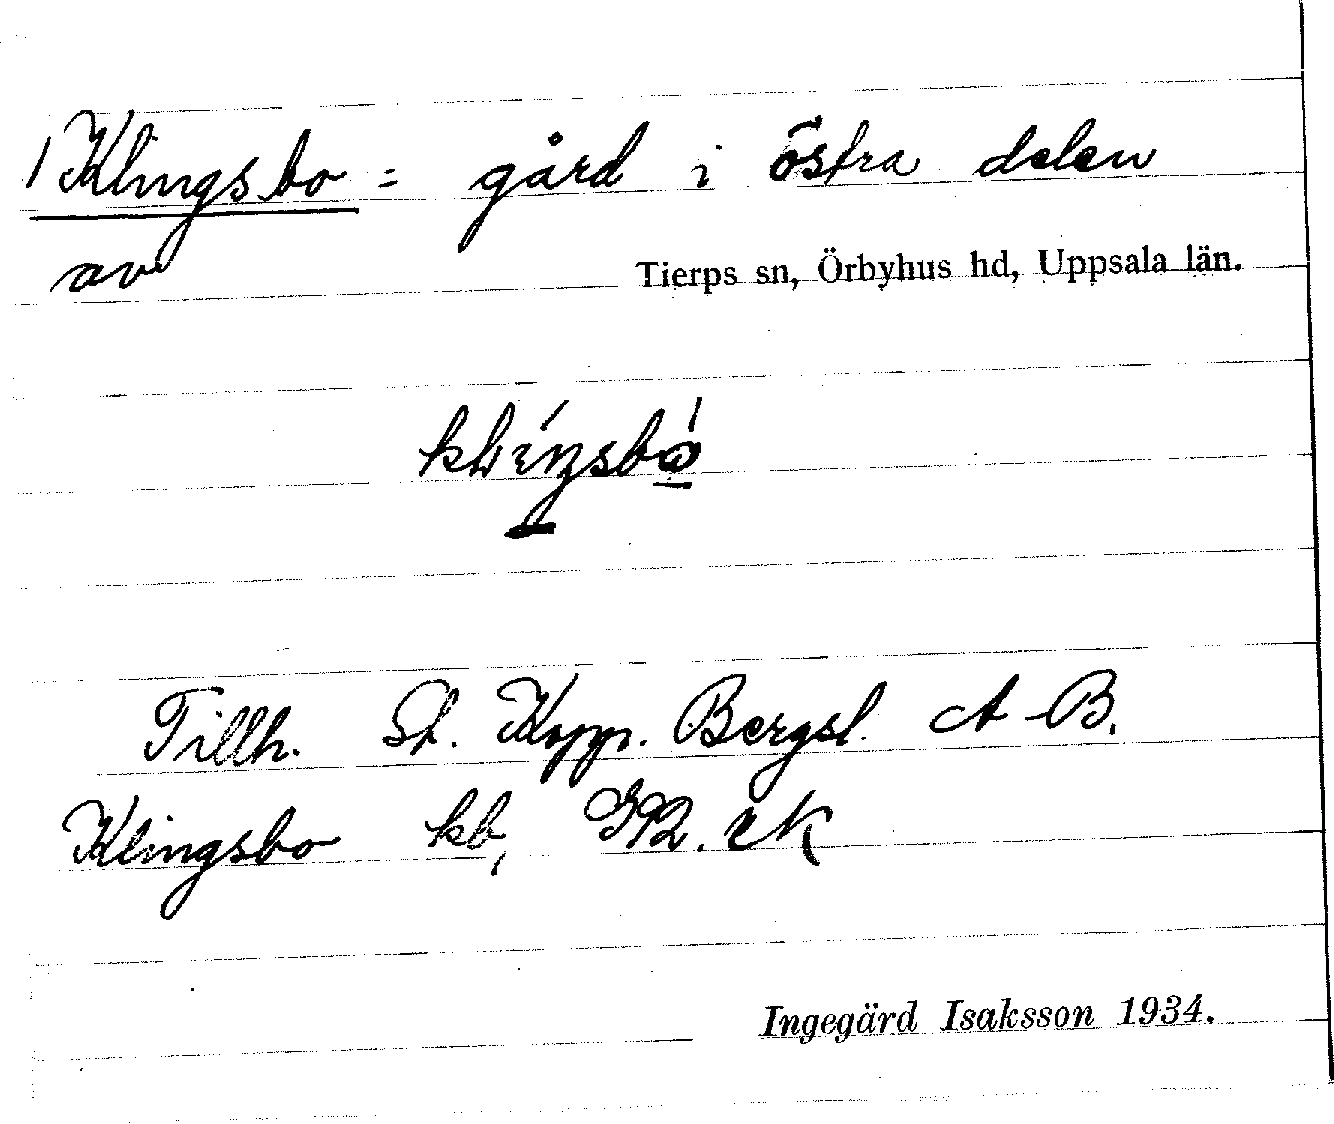 1) Klingsbo = gård i östra delen
av Tierps sn, Örbyhus hd, Uppsala län.
Tillh. St. Kopp. Bergsl. A-B.
Klingsbo kb,
Ingegärd Isaksson 1934.